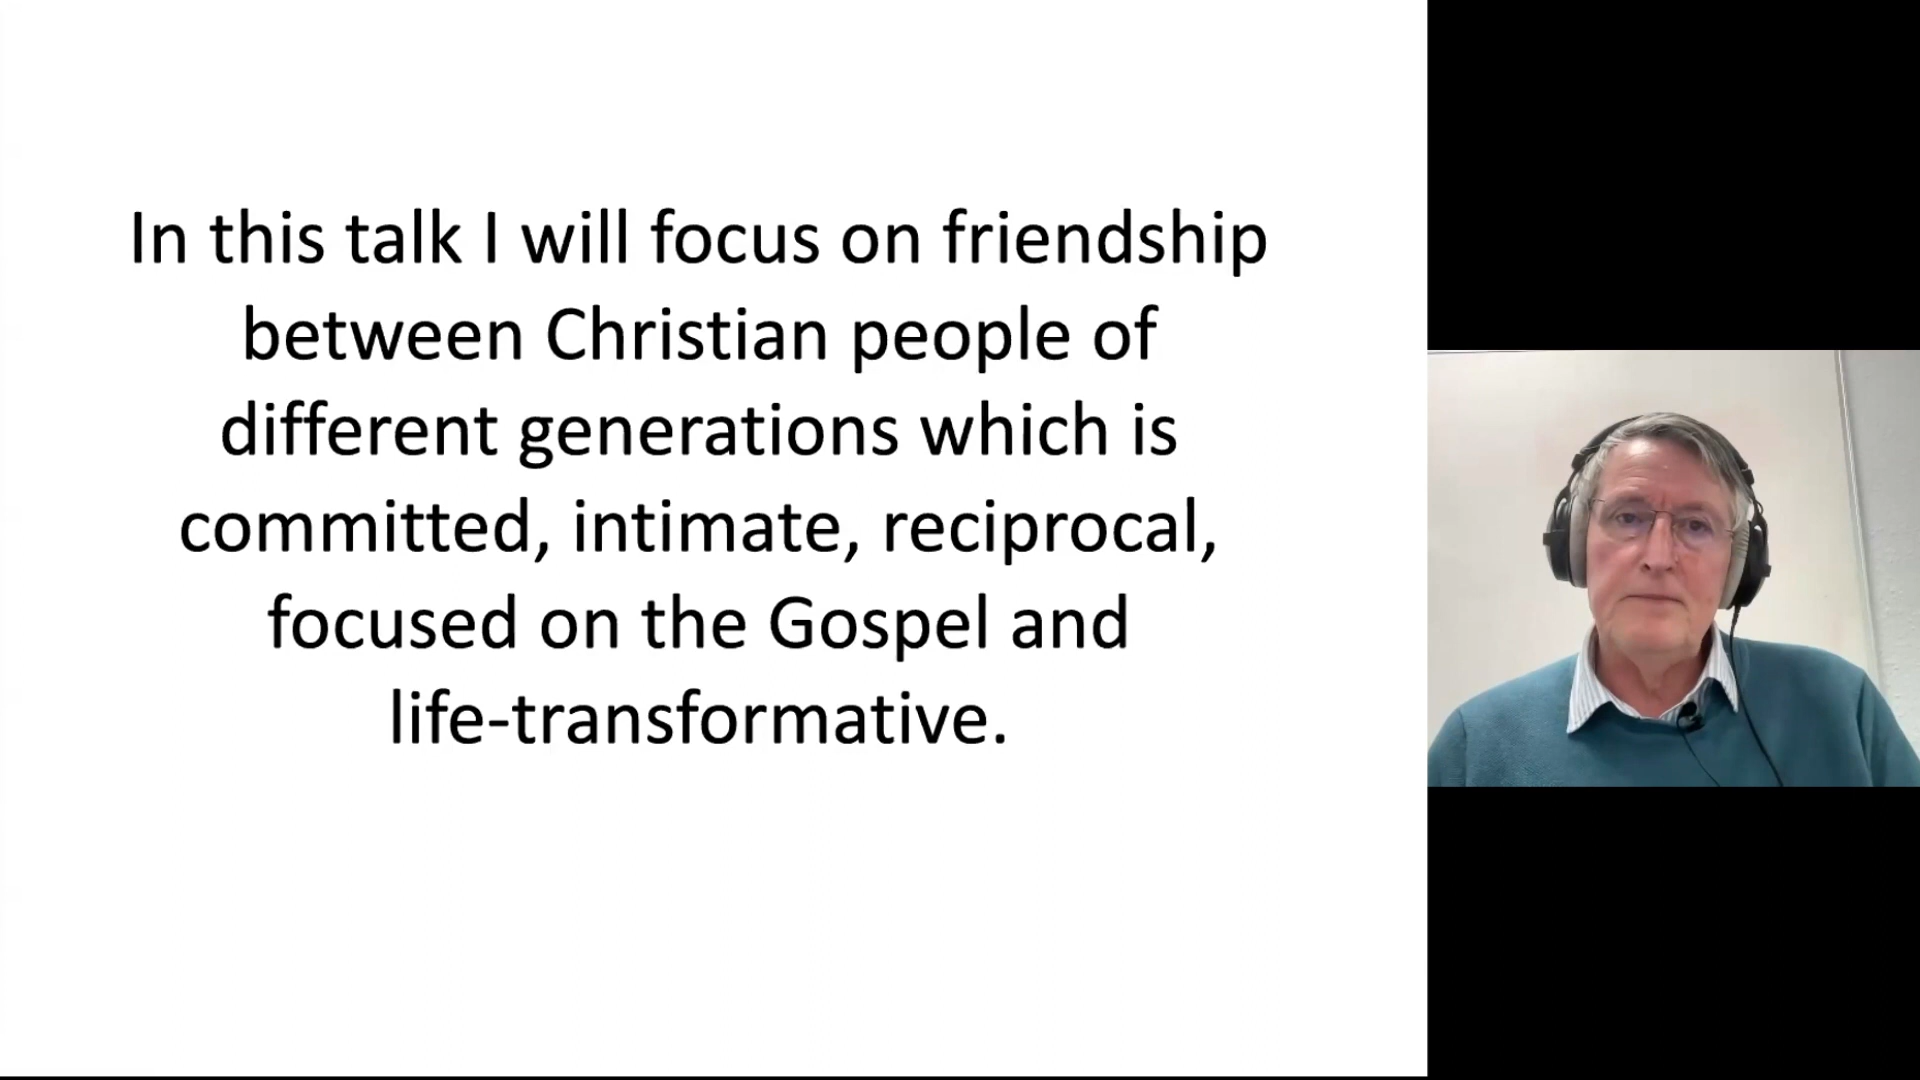 In this talk I will focus on friendship
between Christian people of
different generations which is
committed, intimate, reciprocal,
focused on the Gospel and
life-transformative.